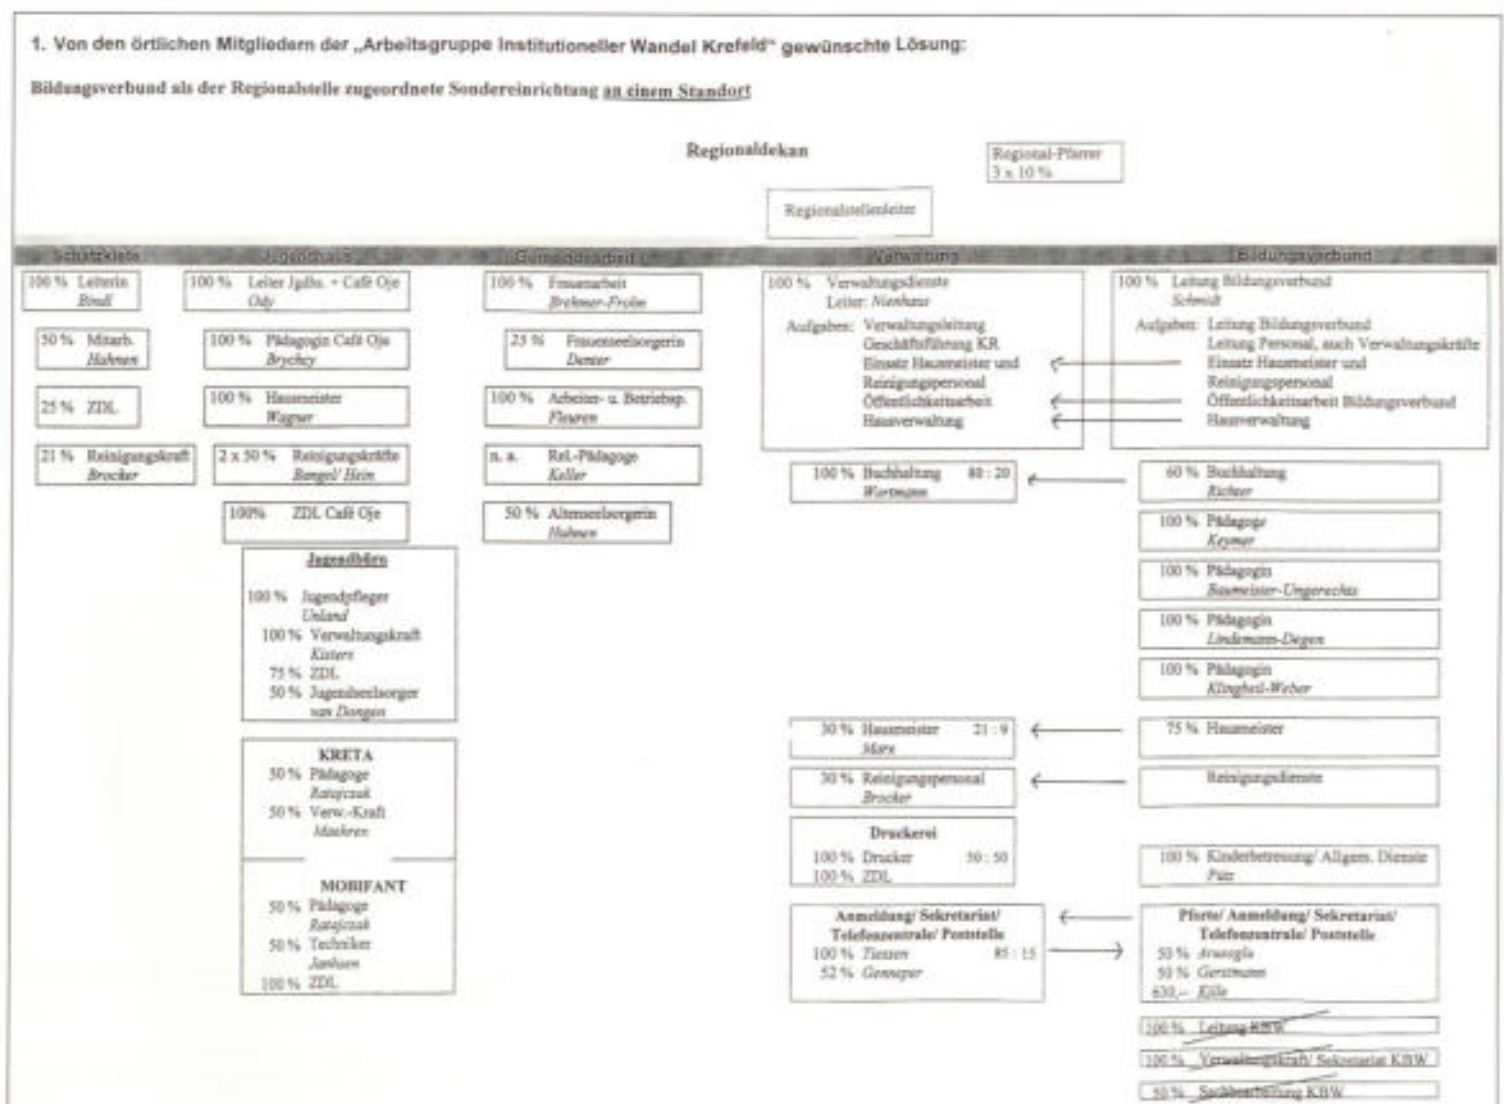 1. Von den örtlichen Mitgliedern der „Arbeitsgruppe Institutioneller Wandel Krefeld“ gewünschte Lösung:
Bildungsverbund als der Regionalstelle zugeordnete Sondereinrichtung an einem Standort
Regionaldekan
Regional-Pfarrer
3 x 10 %
Regionalstellenleiter
Schatzkiste
100 % Leiterin
Bindl
50 % Mitarb.
Hahnen
25 % ZDL
21 % Reinigungskraft
Brocker
Jugendhaus
100 % Leiter Jgdhs. + Café Oje
Ody
100 % Pädagogin Café Oje
Brychcy
100 % Hausmeister
Wagner
2 x 50 % Reinigungskräfte
Bangel/ Hein
100% ZDL Café Oje
Jugendbüro
100 % Jugendpfleger
Unland
100 % Verwaltungskraft
Kisters
75 % ZDL
50 % Jugendseelsorger
van Dongen
KRETA
50 % Pädagoge
Ratajczak
50 % Verw.-Kraft
Maehren
MOBIFANT
50 % Pädagoge
Ratajczak
50 % Techniker
Janhsen
100 % ZDL
Gemeindearbeit
100 % Frauenarbeit
Brehmer-Frohn
25 % Frauenseelsorgerin
Demter
100 % Arbeiter- u. Betriebsp.
Fleuren
n. a. Rel.-Pädagoge
Keller
50 % Altenseelsorgerin
Hahnen
Verwaltung
100 % Verwaltungsdienste
Leiter: Nienhaus
Aufgaben: Verwaltungsleitung
Geschäftsführung KR
Einsatz Hausmeister und
Reinigungspersonal
Öffentlichkeitsarbeit
Hausverwaltung
100 % Buchhaltung 80 : 20
Wortmann
30 % Hausmeister 21 : 9
Marx
30 % Reinigungspersonal
Brocker
Druckerei
100 % Drucker 50 : 50
100 % ZDL
Anmeldung/ Sekretariat/
Telefonzentrale/ Poststelle
100 % Tiessen 85 : 15
52 % Genneper
Bildungsverbund
100 % Leitung Bildungsverbund
Schmidt
Aufgaben: Leitung Bildungsverbund
Leitung Personal, auch Verwaltungskräfte
Einsatz Hausmeister und
Reinigungspersonal
Öffentlichkeitsarbeit Bildungsverbund
Hausverwaltung
60 % Buchhaltung
Richter
100 % Pädagoge
Keymer
100 % Pädagogin
Baumeister-Ungerechts
100 % Pädagogin
Lindemann-Degen
100 % Pädagogin
Klingbeil-Weber
75 % Hausmeister
Reinigungsdienste
100 % Kinderbetreuung/ Allgem. Dienste
Pütz
Pforte/ Anmeldung/ Sekretariat/
Telefonzentrale/ Poststelle
50 %
50 % Gerstmann
630,--
100 % Leitung KBW
100 % Verwaltungskraft/ Sekretariat KBW
50 % Sachbearbeitung KBW